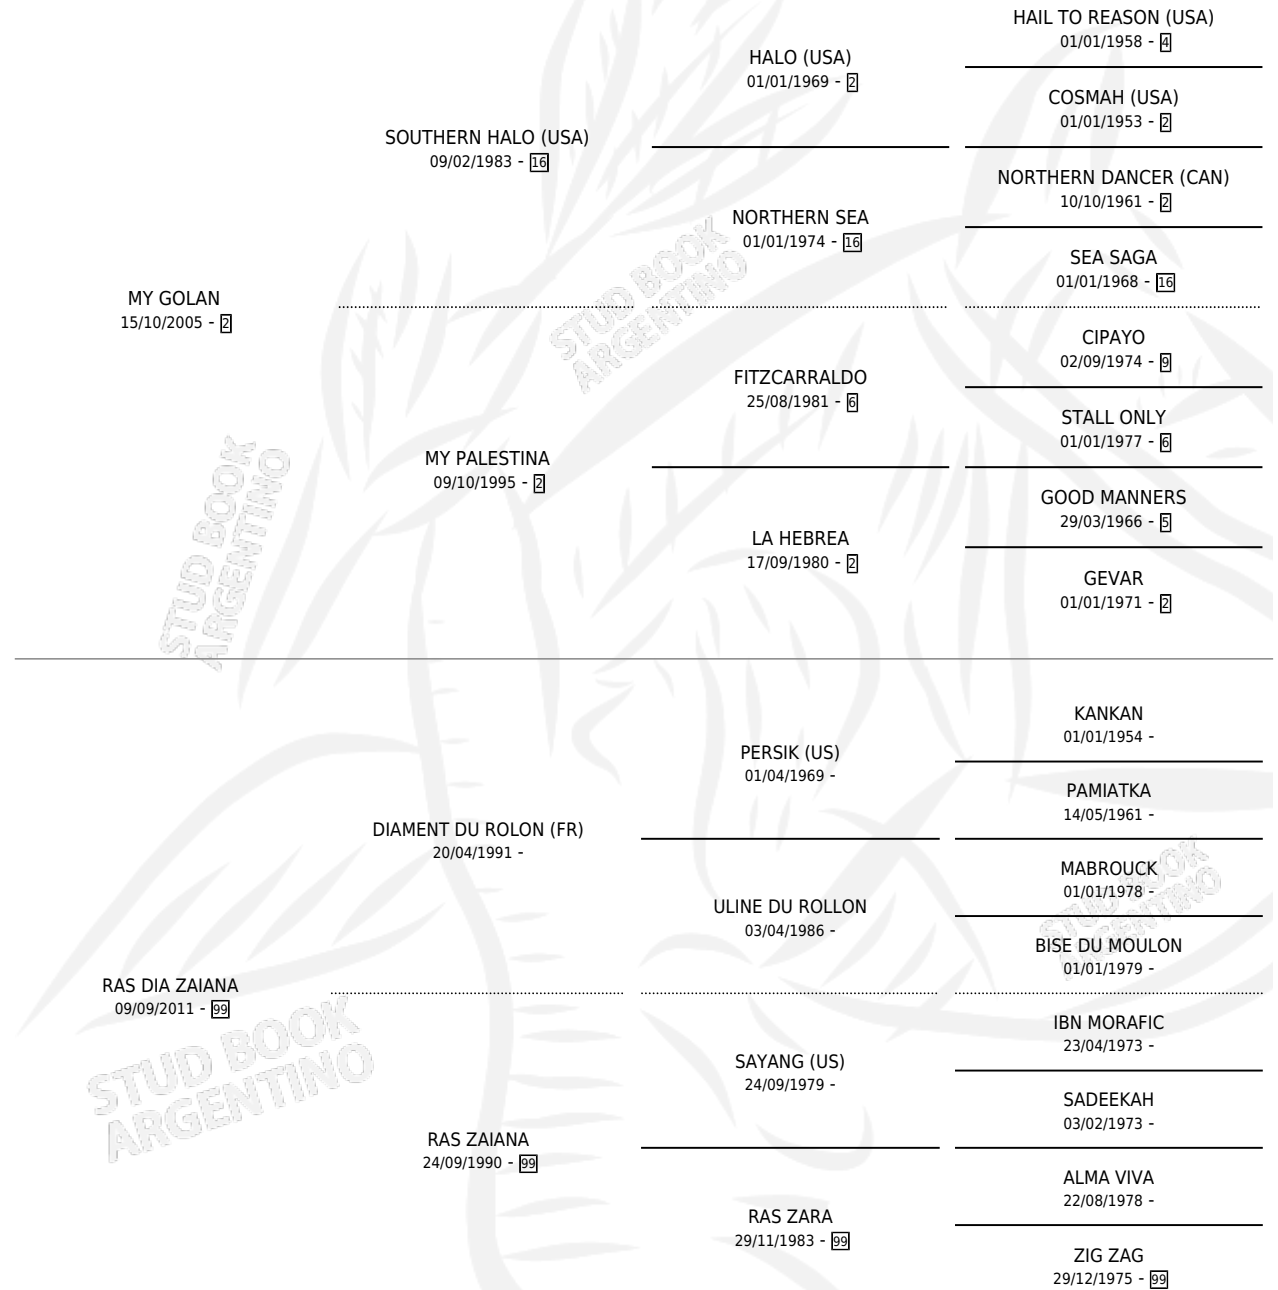 HAIL TO REASON (USA)
01/01/1958 - 4
HALO (USA)
01/01/1969 - 2
COSMAH (USA)
01/01/1953 - 2
SOUTHERN HALO (USA)
09/02/1983 - 16
NORTHERN DANCER (CAN)
10/10/1961 - 2
NORTHERN SEA
01/01/1974 - 16
SEA SAGA
01/01/1968 - 16
MY GOLAN
15/10/2005 - 2
CIPAYO
02/09/1974 - 9
FITZCARRALDO
25/08/1981 - 6
STALL ONLY
01/01/1977 - 6
MY PALESTINA
09/10/1995 - 2
GOOD MANNERS
29/03/1966 - 5
LA HEBREA
17/09/1980 - 2
GEVAR
01/01/1971 - 2
STUD BOOK
ARGENTINO
STUD BOOK
ARGENTINO
KANKAN
01/01/1954 -
PERSIK (US)
01/04/1969 -
PAMIATKA
14/05/1961 -
DIAMENT DU ROLON (FR)
20/04/1991 -
MABROUCK
01/01/1978 -
ULINE DU ROLLON
03/04/1986 -
BISE DU MOULON
01/01/1979 -
STUD BOOK
ARGENTINO
RAS DIA ZAIANA
09/09/2011 - 99
IBN MORAFIC
23/04/1973 -
SAYANG (US)
24/09/1979 -
SADEEKAH
03/02/1973 -
STUD BOOK
ARGENTINO
RAS ZAIANA
24/09/1990 - 99
ALMA VIVA
22/08/1978 -
RAS ZARA
29/11/1983 - 99
ZIG ZAG
29/12/1975 - 99